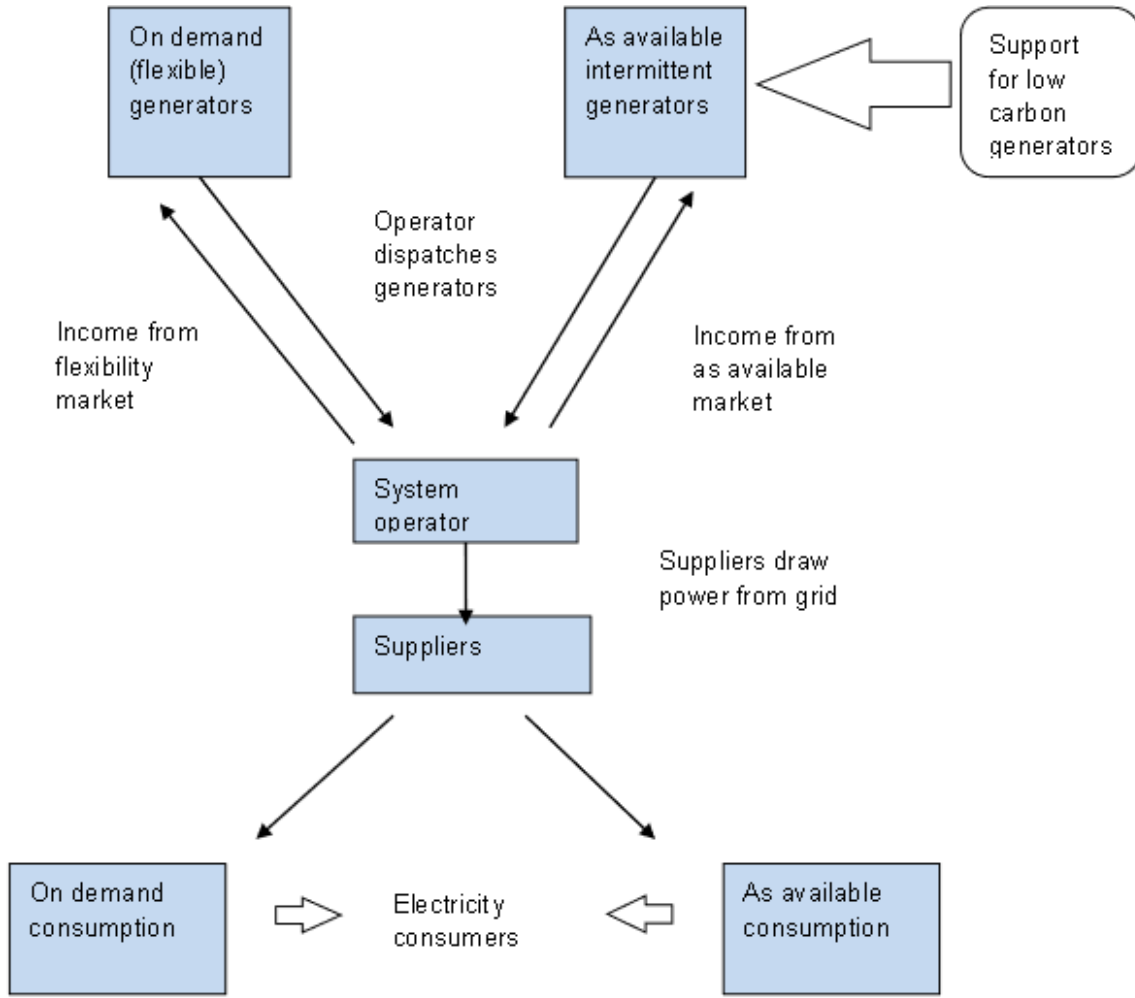 On demand
(flexible)
generators
As available
intermittent
generators
Support
for low
carbon
generators
Operator
dispatches
generators
Income from
flexibility
market
Income from
as available
market
System
operator
Suppliers draw
power from grid
Suppliers
On demand
consumption
Electricity
consumers
As available
consumption